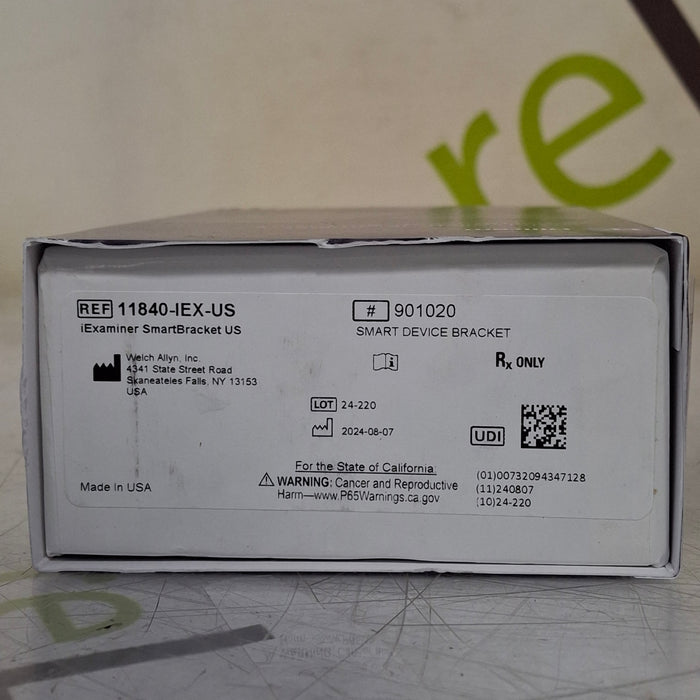 re
REF 11840-IEX-US
iExaminer SmartBracket US
# 901020
SMART DEVICE BRACKET
Welch Allyn, Inc.
4341 State Street Road
Skaneateles Falls, NY 13153
USA
Rx ONLY
LOT 24-220
2024-08-07
UDI
For the State of California:
WARNING: Cancer and Reproductive
Harm—www.P65Warnings.ca.gov
Made in USA
(01)00732094347128
(11)240807
(10)24-220